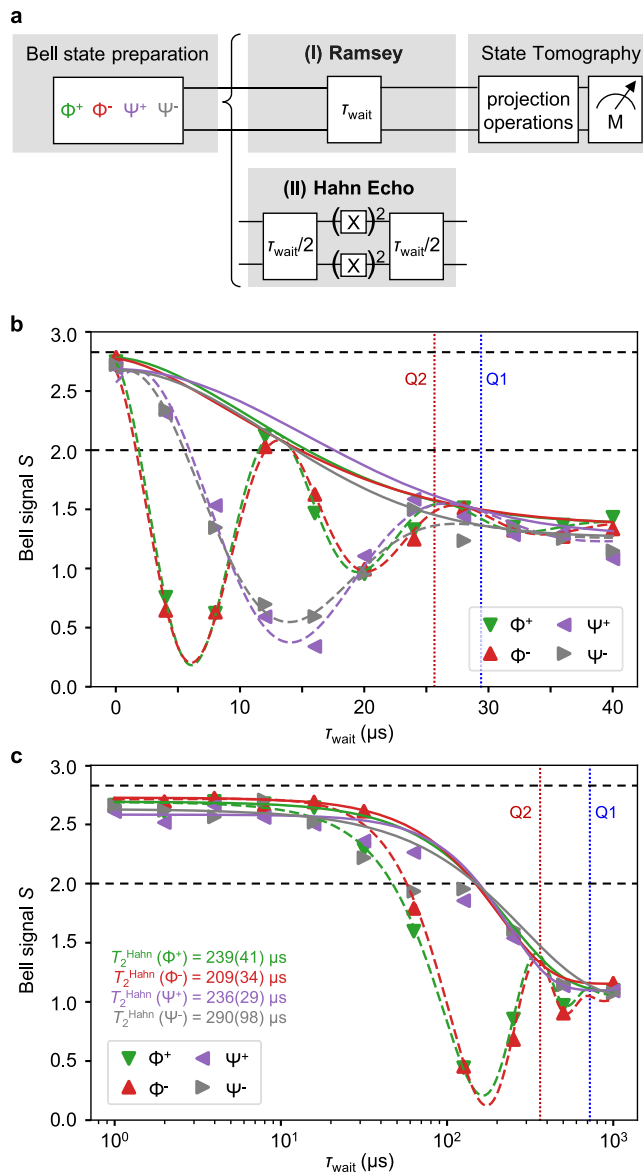 a
Bell state preparation
Φ⁺ Φ⁻ Ψ⁺ Ψ⁻
(I) Ramsey
τwait
State Tomography
projection
operations
M
(II) Hahn Echo
τwait/2
(X)²
(X)²
τwait/2
b
Bell signal S
3.0
2.5
2.0
1.5
1.0
0.5
0.0
Q2
Q1
Φ⁺
Φ⁻
Ψ⁺
Ψ⁻
0
10
20
30
40
τwait (μs)
c
Bell signal S
3.0
2.5
2.0
1.5
1.0
0.5
0.0
Q2
Q1
T₂ᴴᵃʰⁿ (Φ⁺) = 239(41) μs
T₂ᴴᵃʰⁿ (Φ⁻) = 209(34) μs
T₂ᴴᵃʰⁿ (Ψ⁺) = 236(29) μs
T₂ᴴᵃʰⁿ (Ψ⁻) = 290(98) μs
Φ⁺
Φ⁻
Ψ⁺
Ψ⁻
10⁰
10¹
10²
10³
τwait (μs)